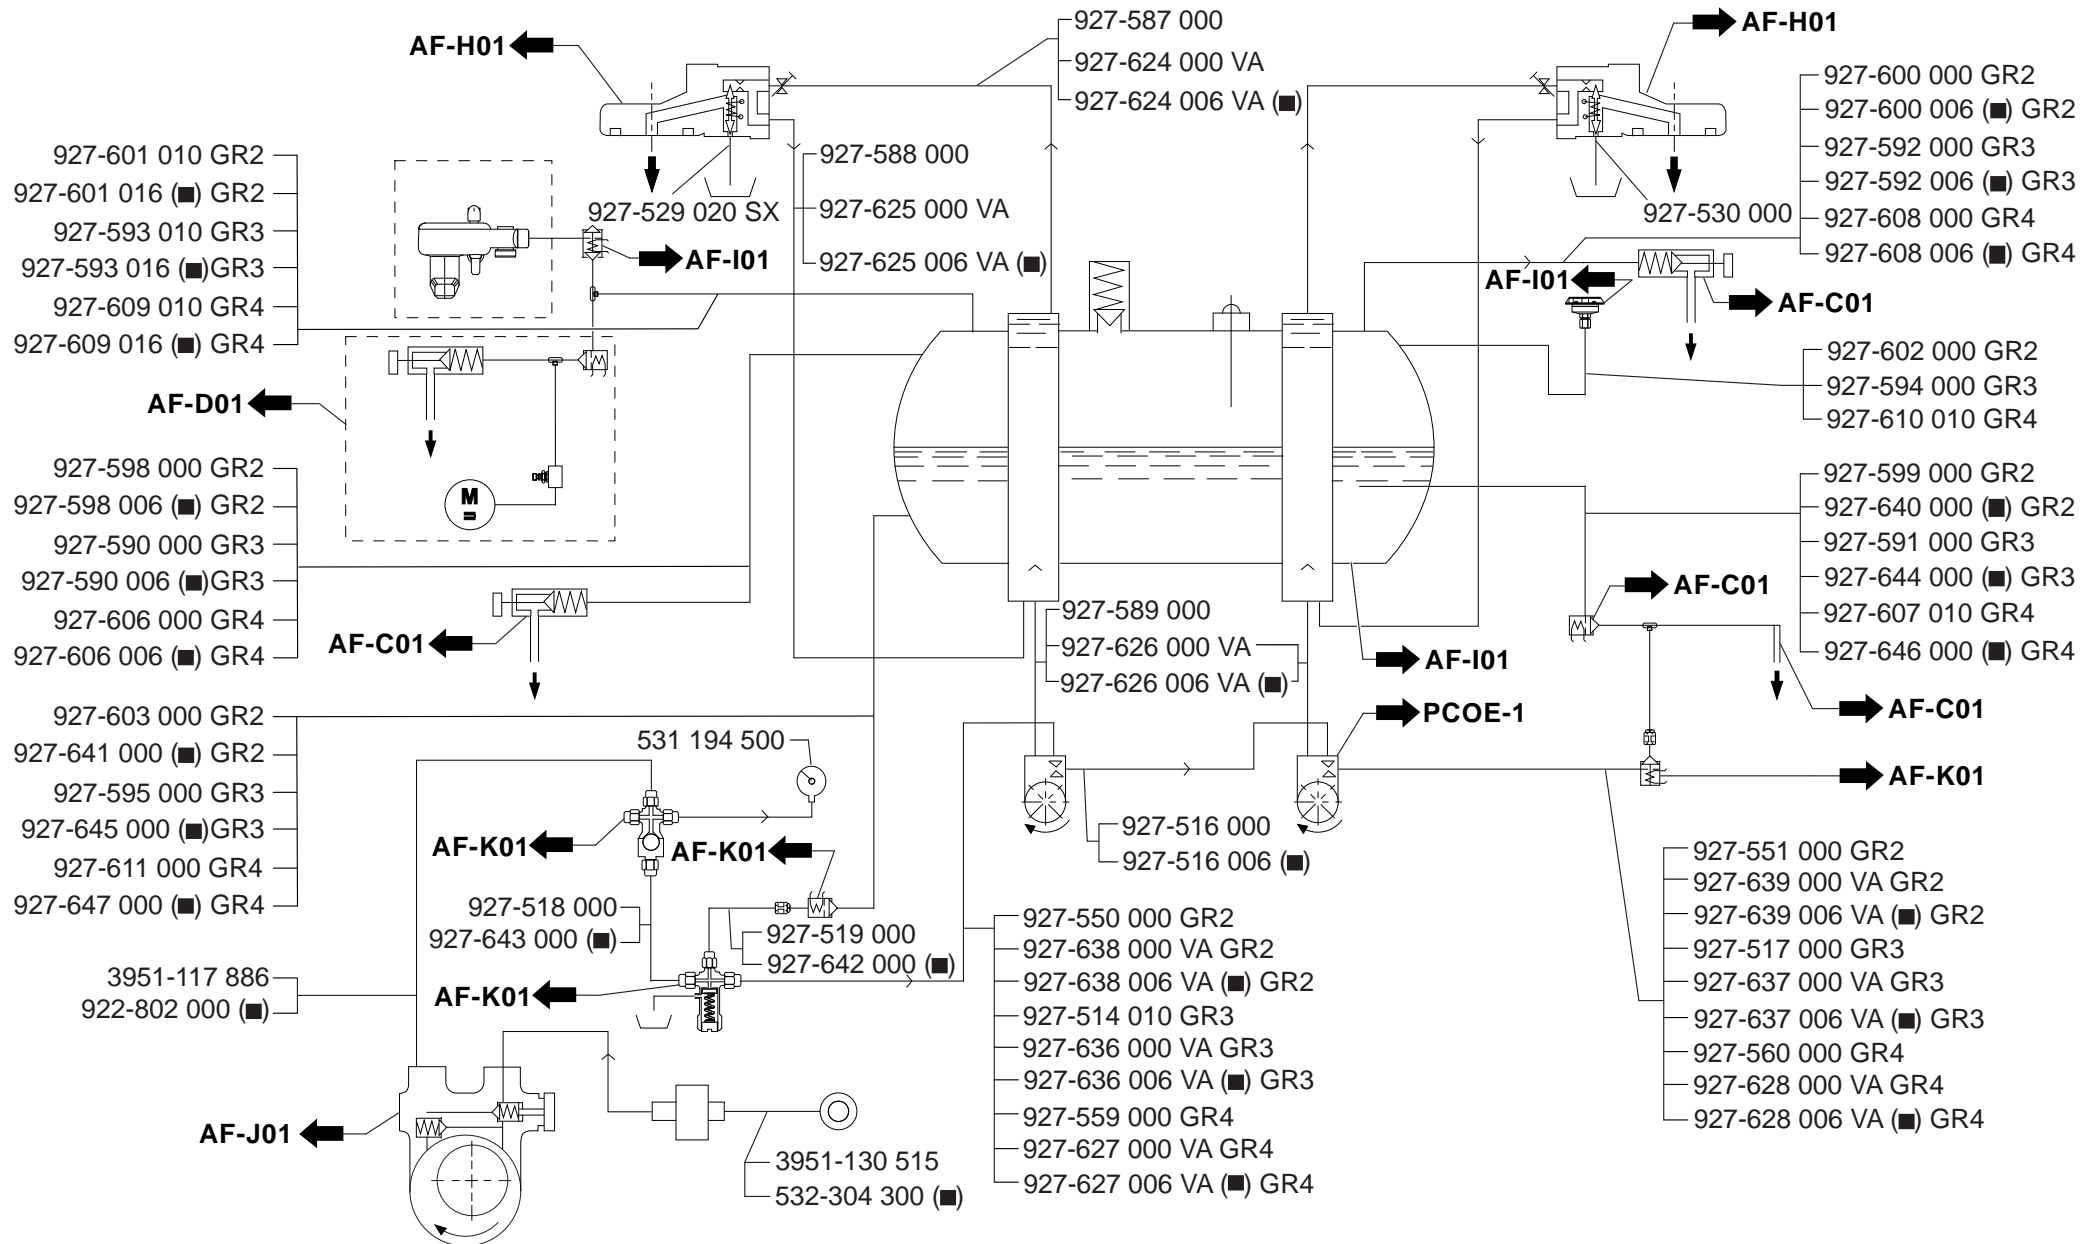 AF-H01
927-587 000
927-624 000 VA
927-624 006 VA (■)
AF-H01
927-600 000 GR2
927-600 006 (■) GR2
927-592 000 GR3
927-592 006 (■) GR3
927-608 000 GR4
927-608 006 (■) GR4
927-601 010 GR2
927-601 016 (■) GR2
927-593 010 GR3
927-593 016 (■)GR3
927-609 010 GR4
927-609 016 (■) GR4
927-529 020 SX
927-588 000
927-625 000 VA
927-625 006 VA (■)
927-530 000
AF-I01
AF-I01
AF-C01
927-602 000 GR2
927-594 000 GR3
927-610 010 GR4
AF-D01
M
927-598 000 GR2
927-598 006 (■) GR2
927-590 000 GR3
927-590 006 (■)GR3
927-606 000 GR4
927-606 006 (■) GR4
927-599 000 GR2
927-640 000 (■) GR2
927-591 000 GR3
927-644 000 (■) GR3
927-607 010 GR4
927-646 000 (■) GR4
AF-C01
AF-C01
927-589 000
927-626 000 VA
927-626 006 VA (■)
AF-I01
PCOE-1
AF-C01
AF-K01
927-603 000 GR2
927-641 000 (■) GR2
927-595 000 GR3
927-645 000 (■)GR3
927-611 000 GR4
927-647 000 (■) GR4
531 194 500
AF-K01
AF-K01
927-516 000
927-516 006 (■)
927-518 000
927-643 000 (■)
927-519 000
927-642 000 (■)
3951-117 886
922-802 000 (■)
AF-K01
927-550 000 GR2
927-638 000 VA GR2
927-638 006 VA (■) GR2
927-514 010 GR3
927-636 000 VA GR3
927-636 006 VA (■) GR3
927-559 000 GR4
927-627 000 VA GR4
927-627 006 VA (■) GR4
927-551 000 GR2
927-639 000 VA GR2
927-639 006 VA (■) GR2
927-517 000 GR3
927-637 000 VA GR3
927-637 006 VA (■) GR3
927-560 000 GR4
927-628 000 VA GR4
927-628 006 VA (■) GR4
AF-J01
3951-130 515
532-304 300 (■)